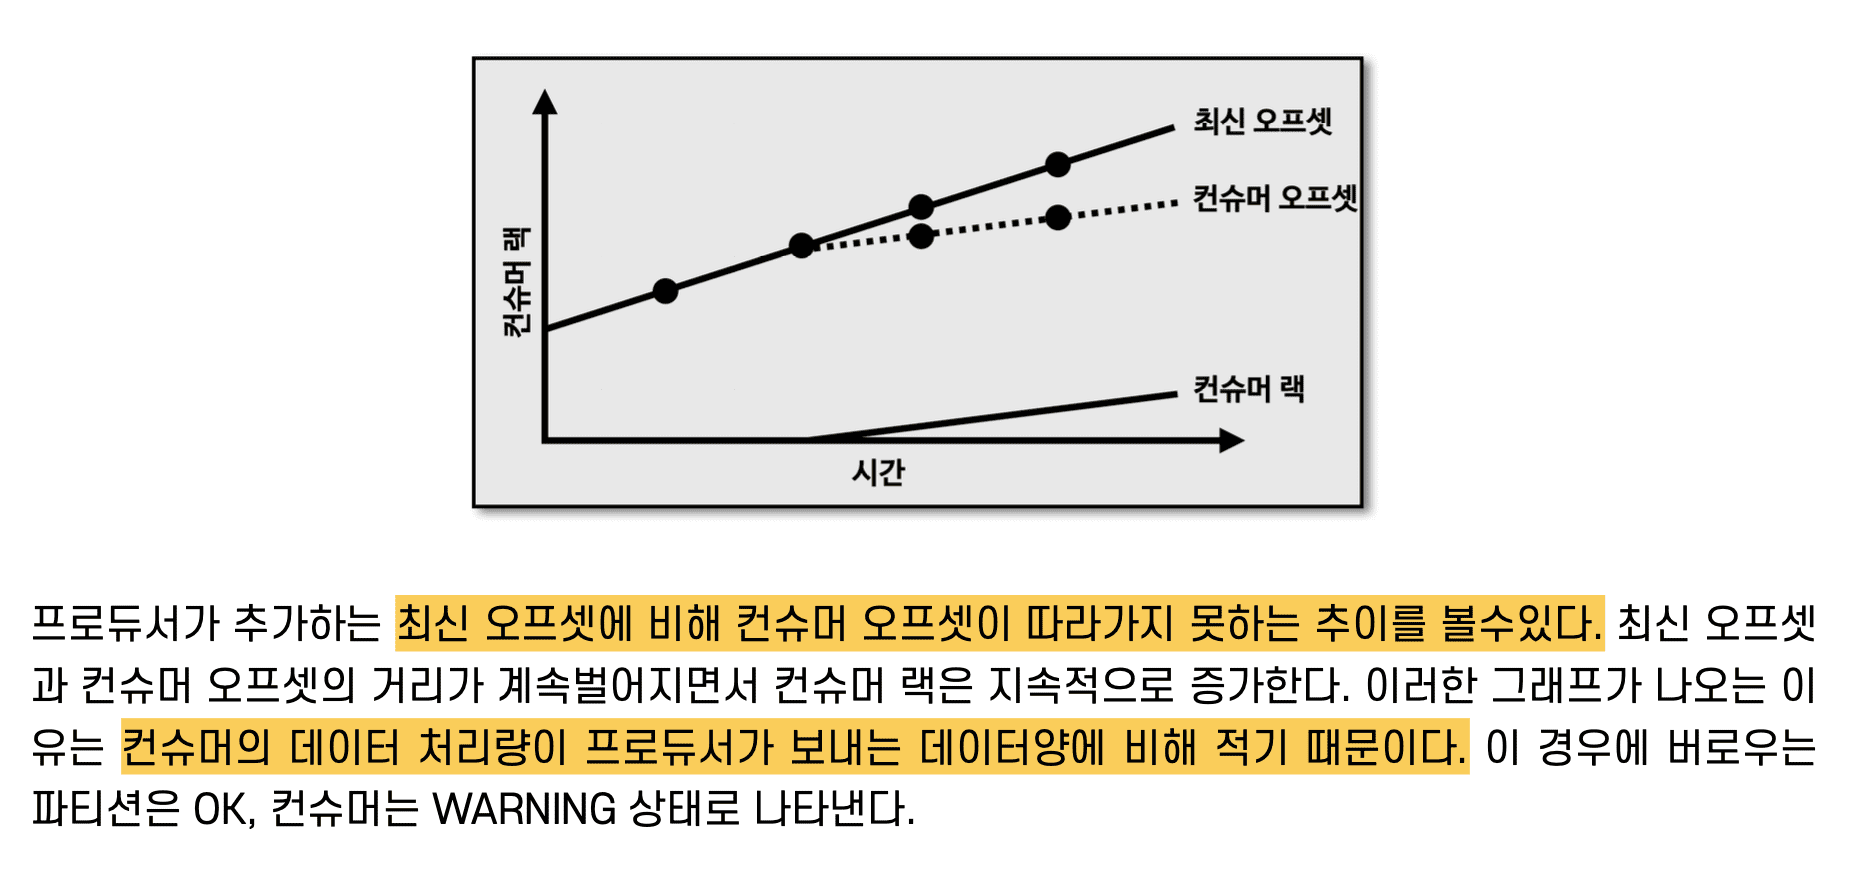 최신 오프셋
컨슈머 오프셋
컨슈머 랙
컨슈머 랙
시간
프로듀서가 추가하는 최신 오프셋에 비해 컨슈머 오프셋이 따라가지 못하는 추이를 볼수있다. 최신 오프셋
과 컨슈머 오프셋의 거리가 계속벌어지면서 컨슈머 랙은 지속적으로 증가한다. 이러한 그래프가 나오는 이
유는 컨슈머의 데이터 처리량이 프로듀서가 보내는 데이터양에 비해 적기 때문이다. 이 경우에 버로우는
파티션은 OK, 컨슈머는 WARNING 상태로 나타낸다.